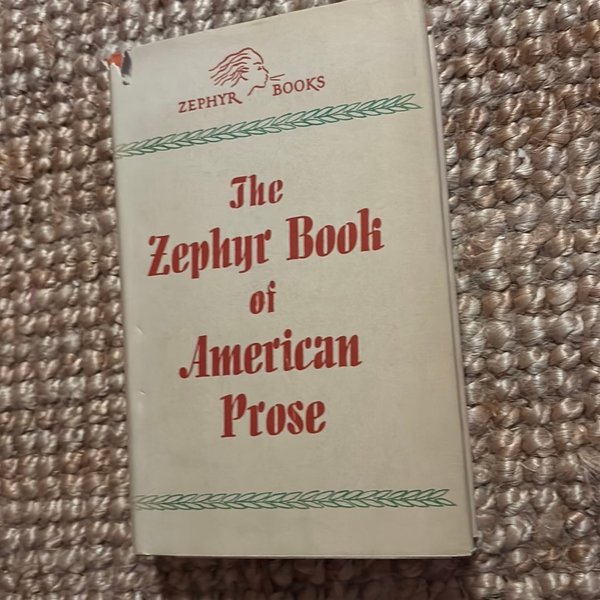 ZEPHYR BOOKS
The
Zephyr Book
of
American
Prose